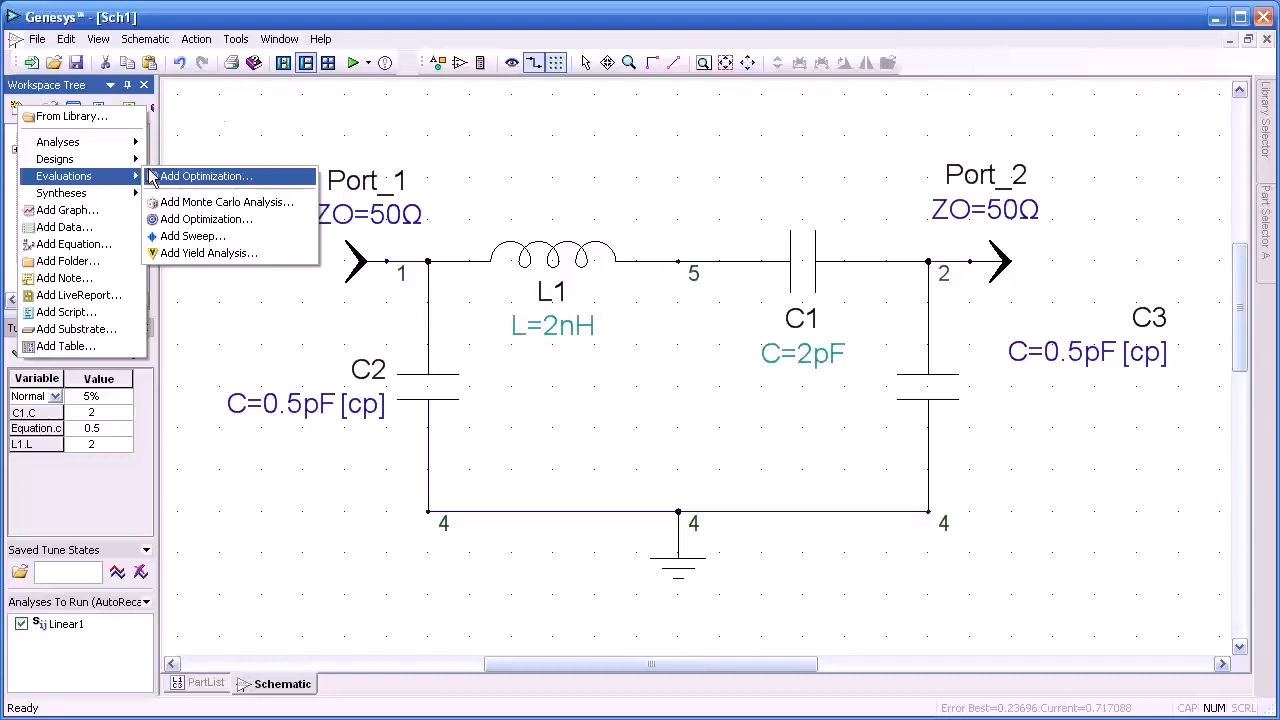 Genesys™ - [Sch1]
File Edit View Schematic Action Tools Window Help
Workspace Tree
From Library...
Analyses
Designs
Evaluations
Syntheses
Add Graph...
Add Data...
Add Equation...
Add Folder...
Add Note...
Add LiveReport...
Add Script...
Add Substrate...
Add Table...
Add Optimization...
Add Monte Carlo Analysis...
Add Optimization...
Add Sweep...
Add Yield Analysis...
Port_1
ZO=50Ω
Port_2
ZO=50Ω
1
5
2
L1
L=2nH
C1
C=2pF
C3
C=0.5pF [cp]
C2
C=0.5pF [cp]
4
4
4
Variable Value
Normal 5%
C1.C 2
Equation.c 0.5
L1.L 2
Saved Tune States
Analyses To Run (AutoReca
Sij Linear1
PartList Schematic
Library Selector
Part Selector A
Ready
Error Best=0.23696 Current=0.717088
CAP NUM SCRL